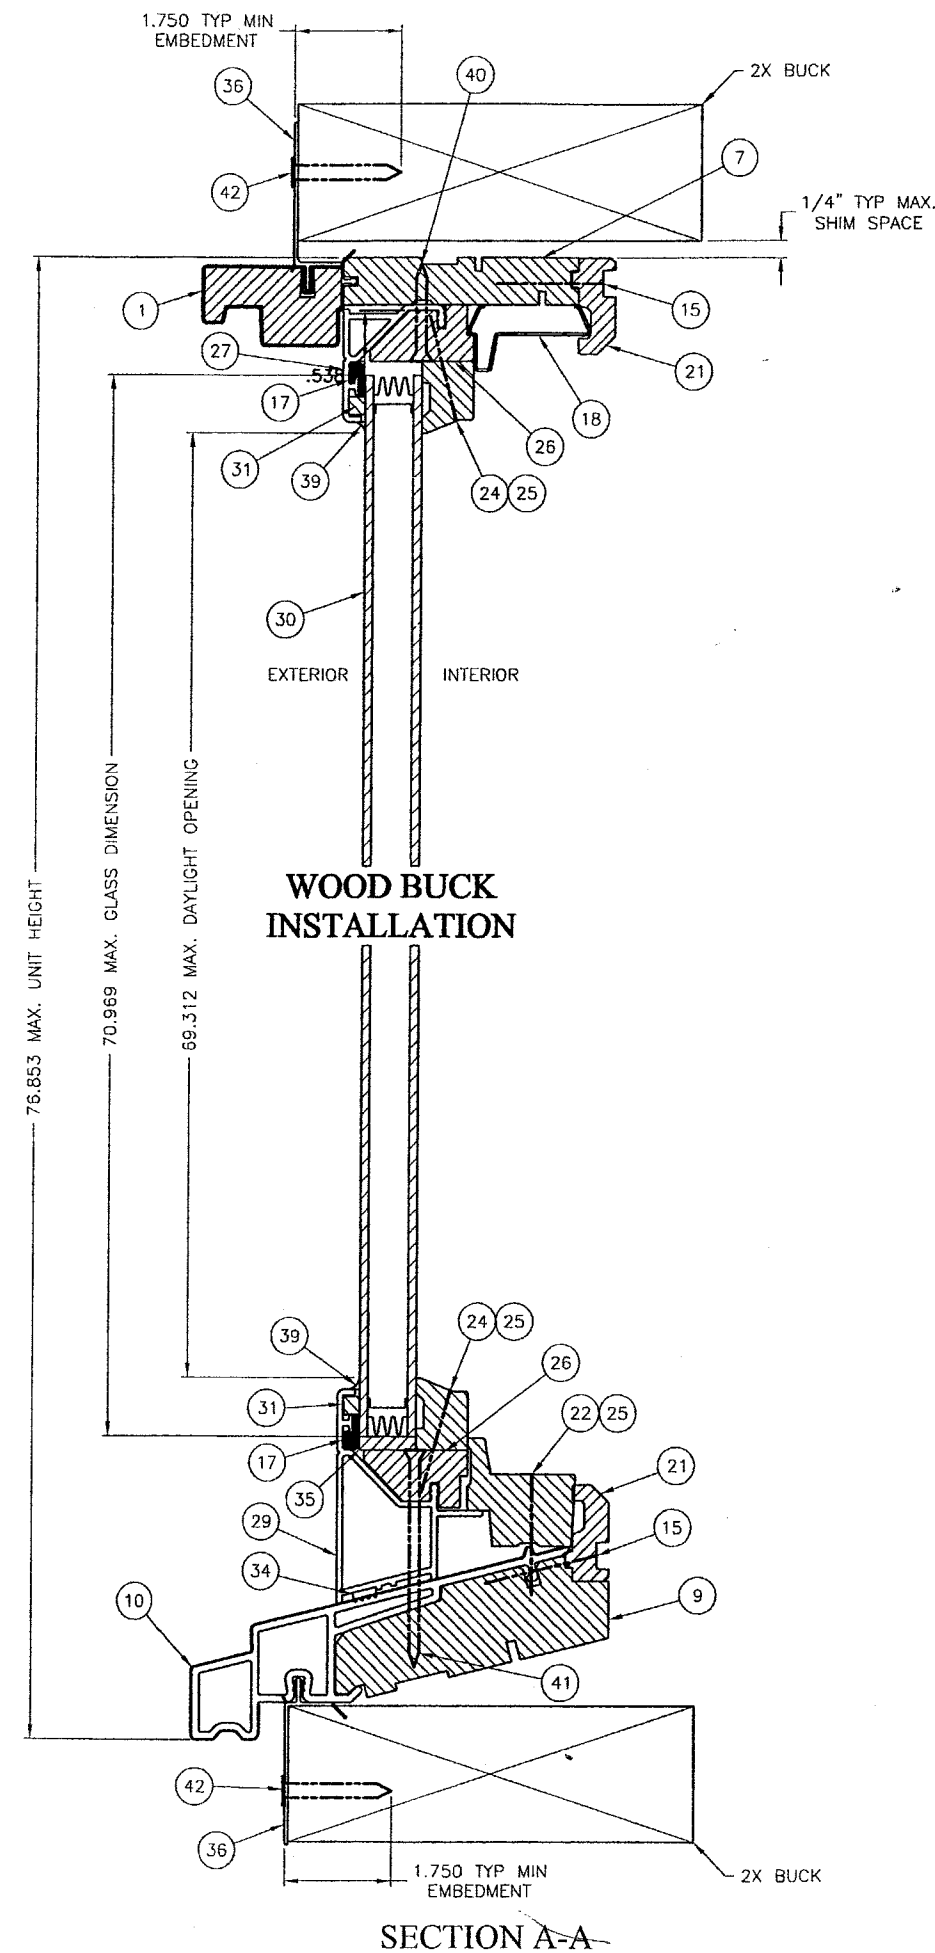 1.750 TYP MIN
EMBEDMENT
36
40
2X BUCK
42
7
1/4" TYP MAX.
SHIM SPACE
1
15
27
.538
17
21
18
31
39
26
24 25
30
EXTERIOR
INTERIOR
76.853 MAX. UNIT HEIGHT
70.969 MAX. GLASS DIMENSION
69.312 MAX. DAYLIGHT OPENING
WOOD BUCK
INSTALLATION
39
24 25
26
31
22 25
17
21
35
29
15
34
10
9
41
42
36
1.750 TYP MIN
EMBEDMENT
2X BUCK
SECTION A-A